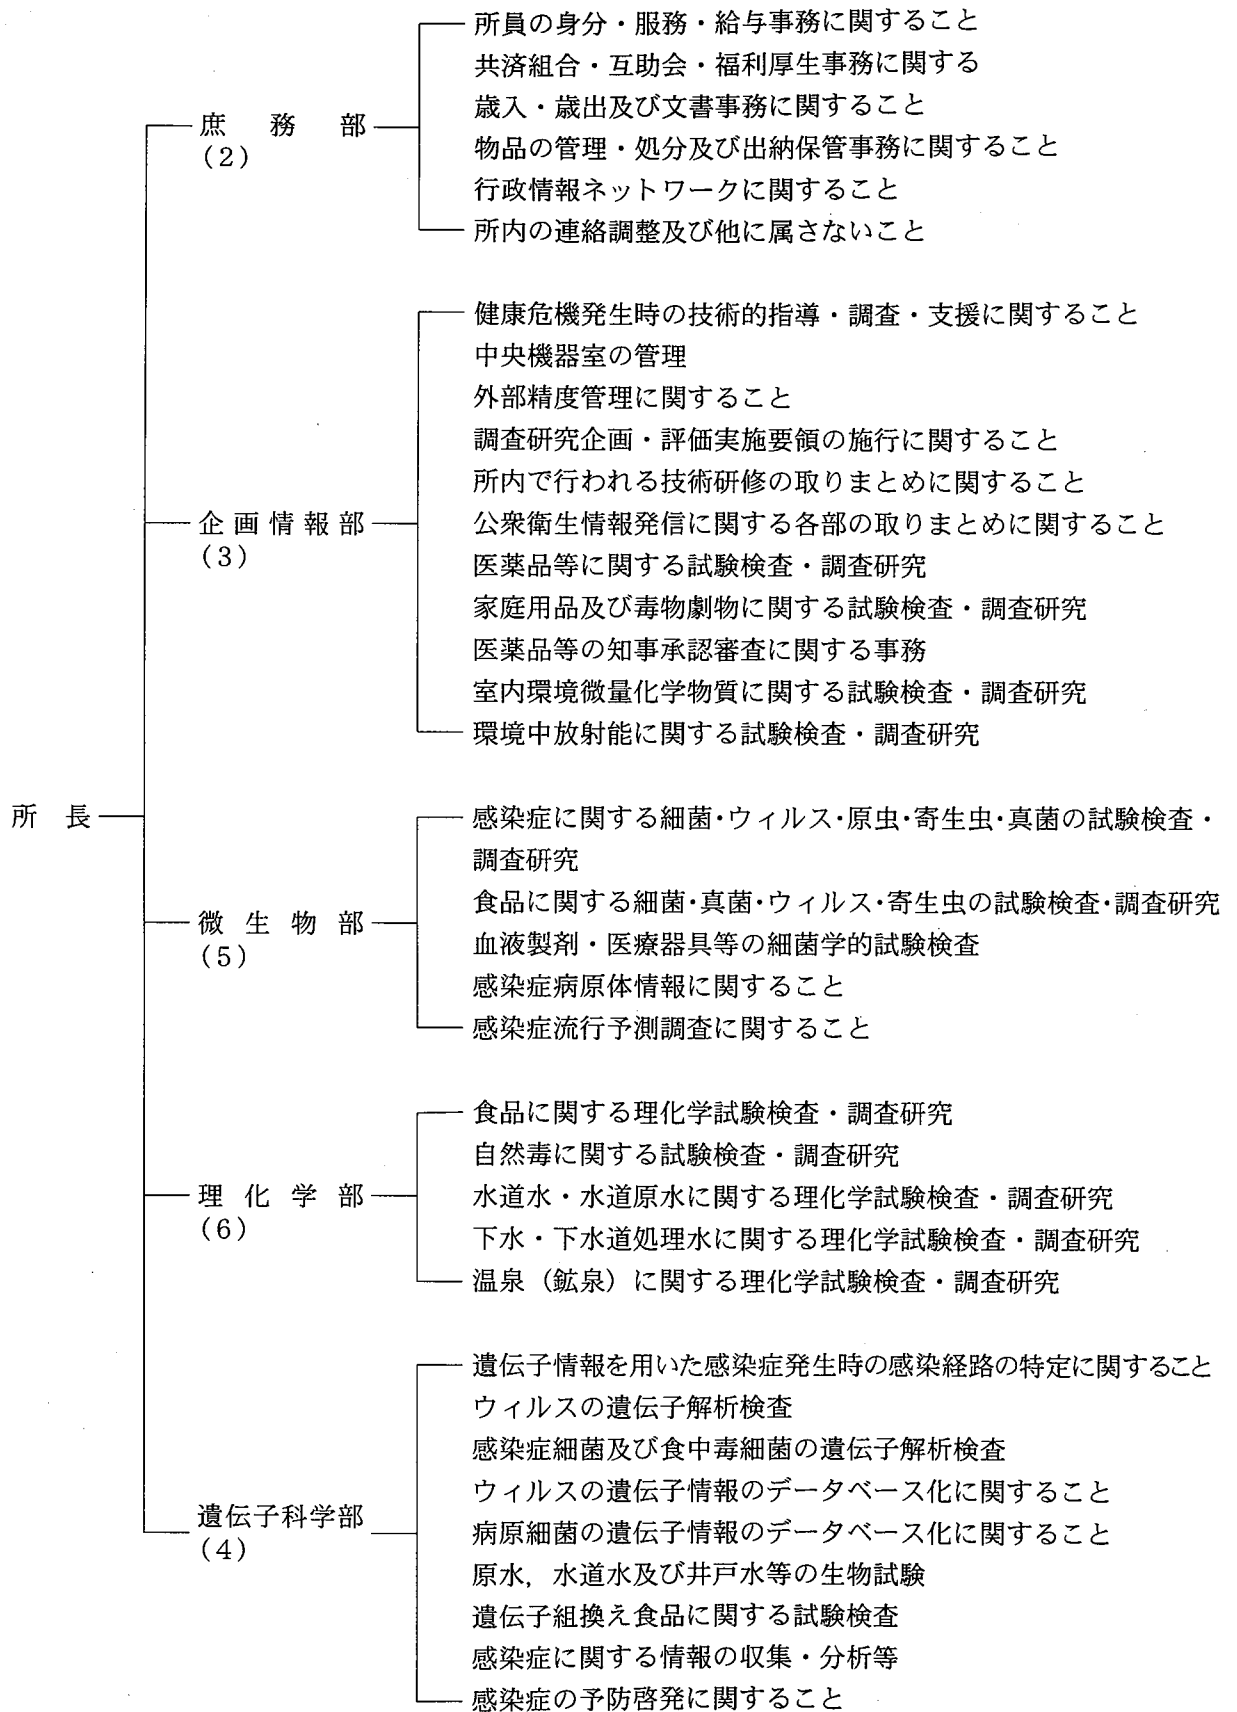 所員の身分・服務・給与事務に関すること
共済組合・互助会・福利厚生事務に関する
歳入・歳出及び文書事務に関すること
庶務部
(2)
物品の管理・処分及び出納保管事務に関すること
行政情報ネットワークに関すること
所内の連絡調整及び他に属さないこと
健康危機発生時の技術的指導・調査・支援に関すること
中央機器室の管理
外部精度管理に関すること
調査研究企画・評価実施要領の施行に関すること
所内で行われる技術研修の取りまとめに関すること
企画情報部
(3)
公衆衛生情報発信に関する各部の取りまとめに関すること
医薬品等に関する試験検査・調査研究
家庭用品及び毒物劇物に関する試験検査・調査研究
医薬品等の知事承認審査に関する事務
室内環境微量化学物質に関する試験検査・調査研究
環境中放射能に関する試験検査・調査研究
所長
感染症に関する細菌・ウィルス・原虫・寄生虫・真菌の試験検査・
調査研究
食品に関する細菌・真菌・ウィルス・寄生虫の試験検査・調査研究
微生物部
(5)
血液製剤・医療器具等の細菌学的試験検査
感染症病原体情報に関すること
感染症流行予測調査に関すること
食品に関する理化学試験検査・調査研究
自然毒に関する試験検査・調査研究
理化学部
(6)
水道水・水道原水に関する理化学試験検査・調査研究
下水・下水道処理水に関する理化学試験検査・調査研究
温泉（鉱泉）に関する理化学試験検査・調査研究
遺伝子情報を用いた感染症発生時の感染経路の特定に関すること
ウィルスの遺伝子解析検査
感染症細菌及び食中毒細菌の遺伝子解析検査
ウィルスの遺伝子情報のデータベース化に関すること
遺伝子科学部
(4)
病原細菌の遺伝子情報のデータベース化に関すること
原水，水道水及び井戸水等の生物試験
遺伝子組換え食品に関する試験検査
感染症に関する情報の収集・分析等
感染症の予防啓発に関すること